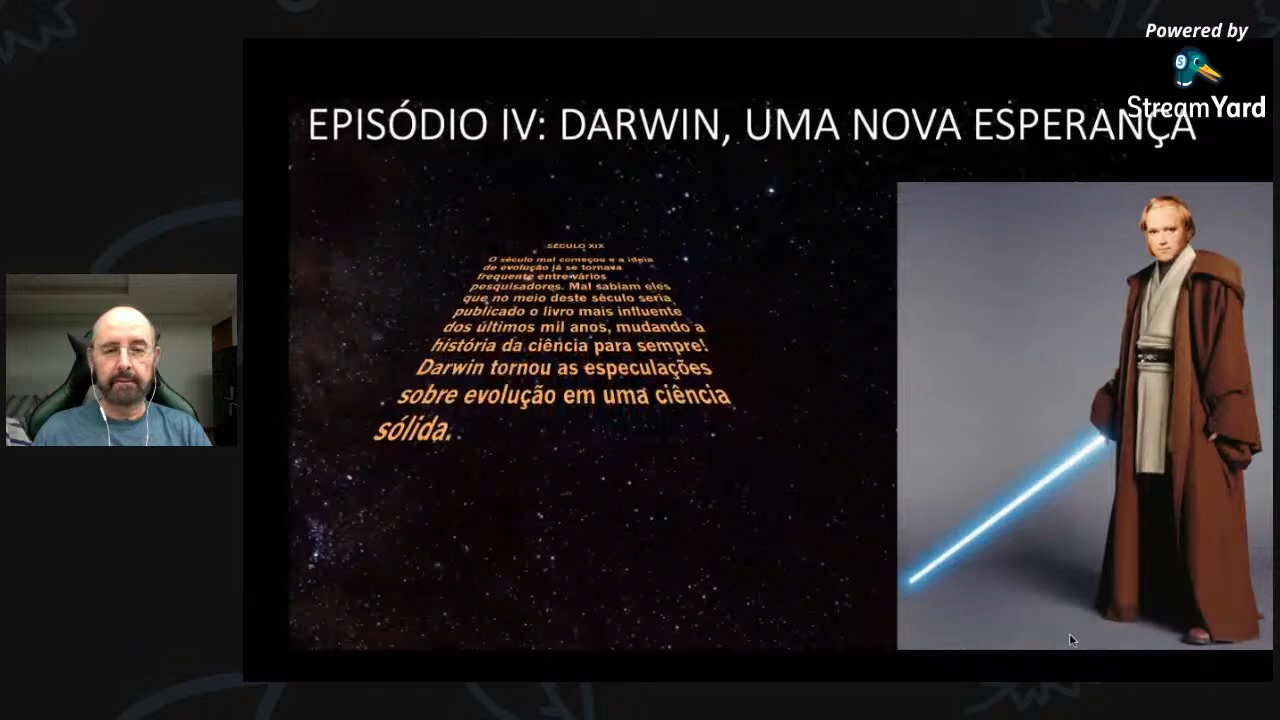 Powered by
StreamYard
EPISÓDIO IV: DARWIN, UMA NOVA ESPERANÇA
SÉCULO XIX
O século mal começou e a ideia
de evolução já se tornava
frequente entre vários
pesquisadores. Mal sabiam eles
que no meio deste século seria
publicado o livro mais influente
dos últimos mil anos, mudando a
história da ciência para sempre!
Darwin tornou as especulações
sobre evolução em uma ciência
sólida.